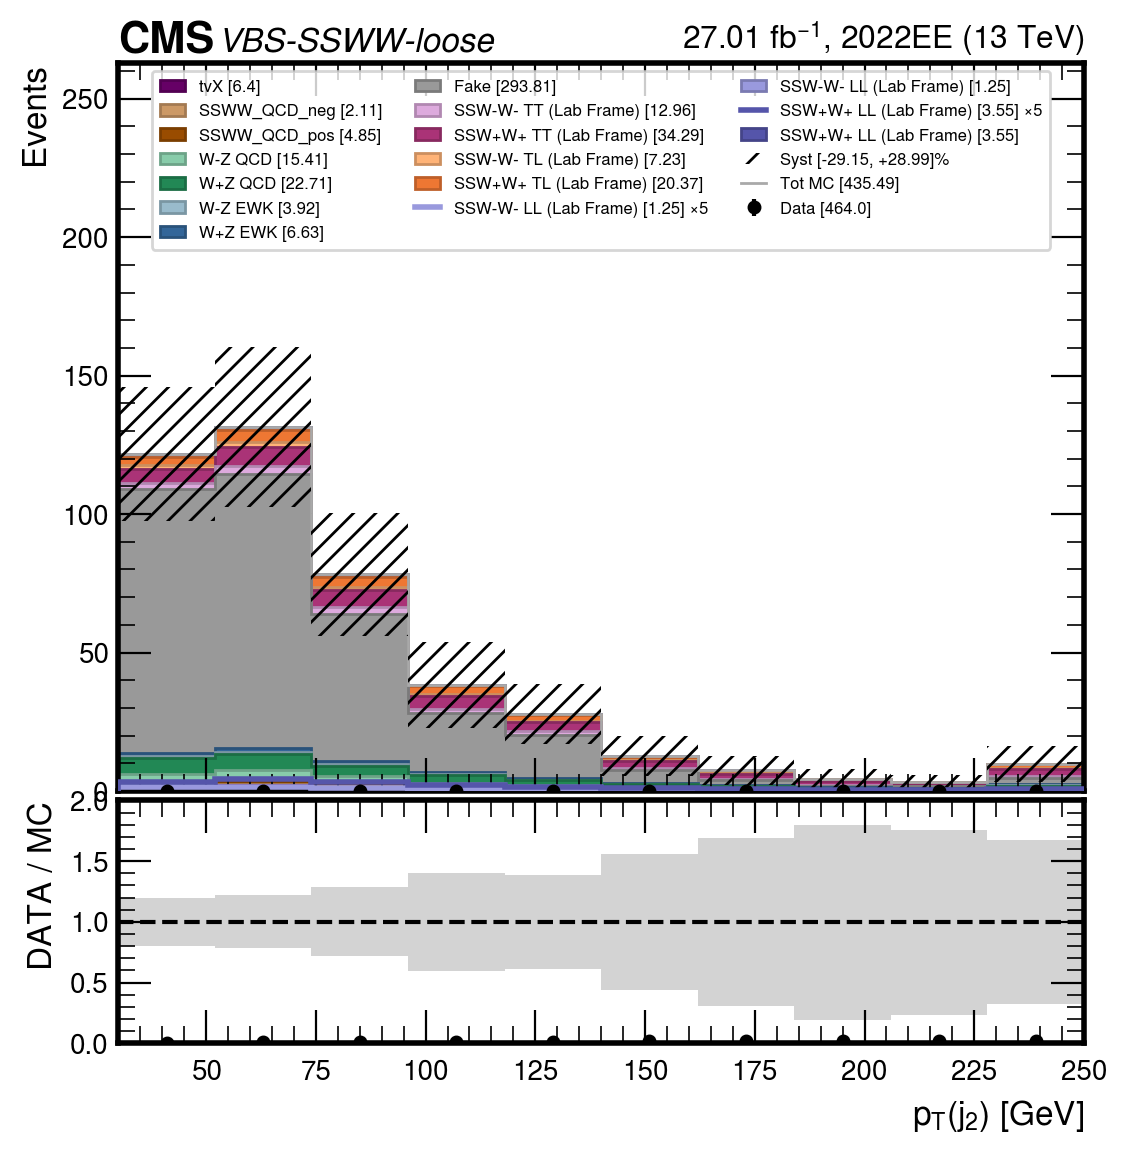 CMS VBS-SSWW-loose 27.01 fb⁻¹, 2022EE (13 TeV)
Events
tVX [6.4]
SSWW_QCD_neg [2.11]
SSWW_QCD_pos [4.85]
W-Z QCD [15.41]
W+Z QCD [22.71]
W-Z EWK [3.92]
W+Z EWK [6.63]
Fake [293.81]
SSW-W- TT (Lab Frame) [12.96]
SSW+W+ TT (Lab Frame) [34.29]
SSW-W- TL (Lab Frame) [7.23]
SSW+W+ TL (Lab Frame) [20.37]
SSW-W- LL (Lab Frame) [1.25] ×5
SSW-W- LL (Lab Frame) [1.25]
SSW+W+ LL (Lab Frame) [3.55] ×5
SSW+W+ LL (Lab Frame) [3.55]
Syst [-29.15, +28.99]%
Tot MC [435.49]
Data [464.0]
250
200
150
100
50
0
DATA / MC
2.0
1.5
1.0
0.5
0.0
50 75 100 125 150 175 200 225 250
p_T(j_2) [GeV]